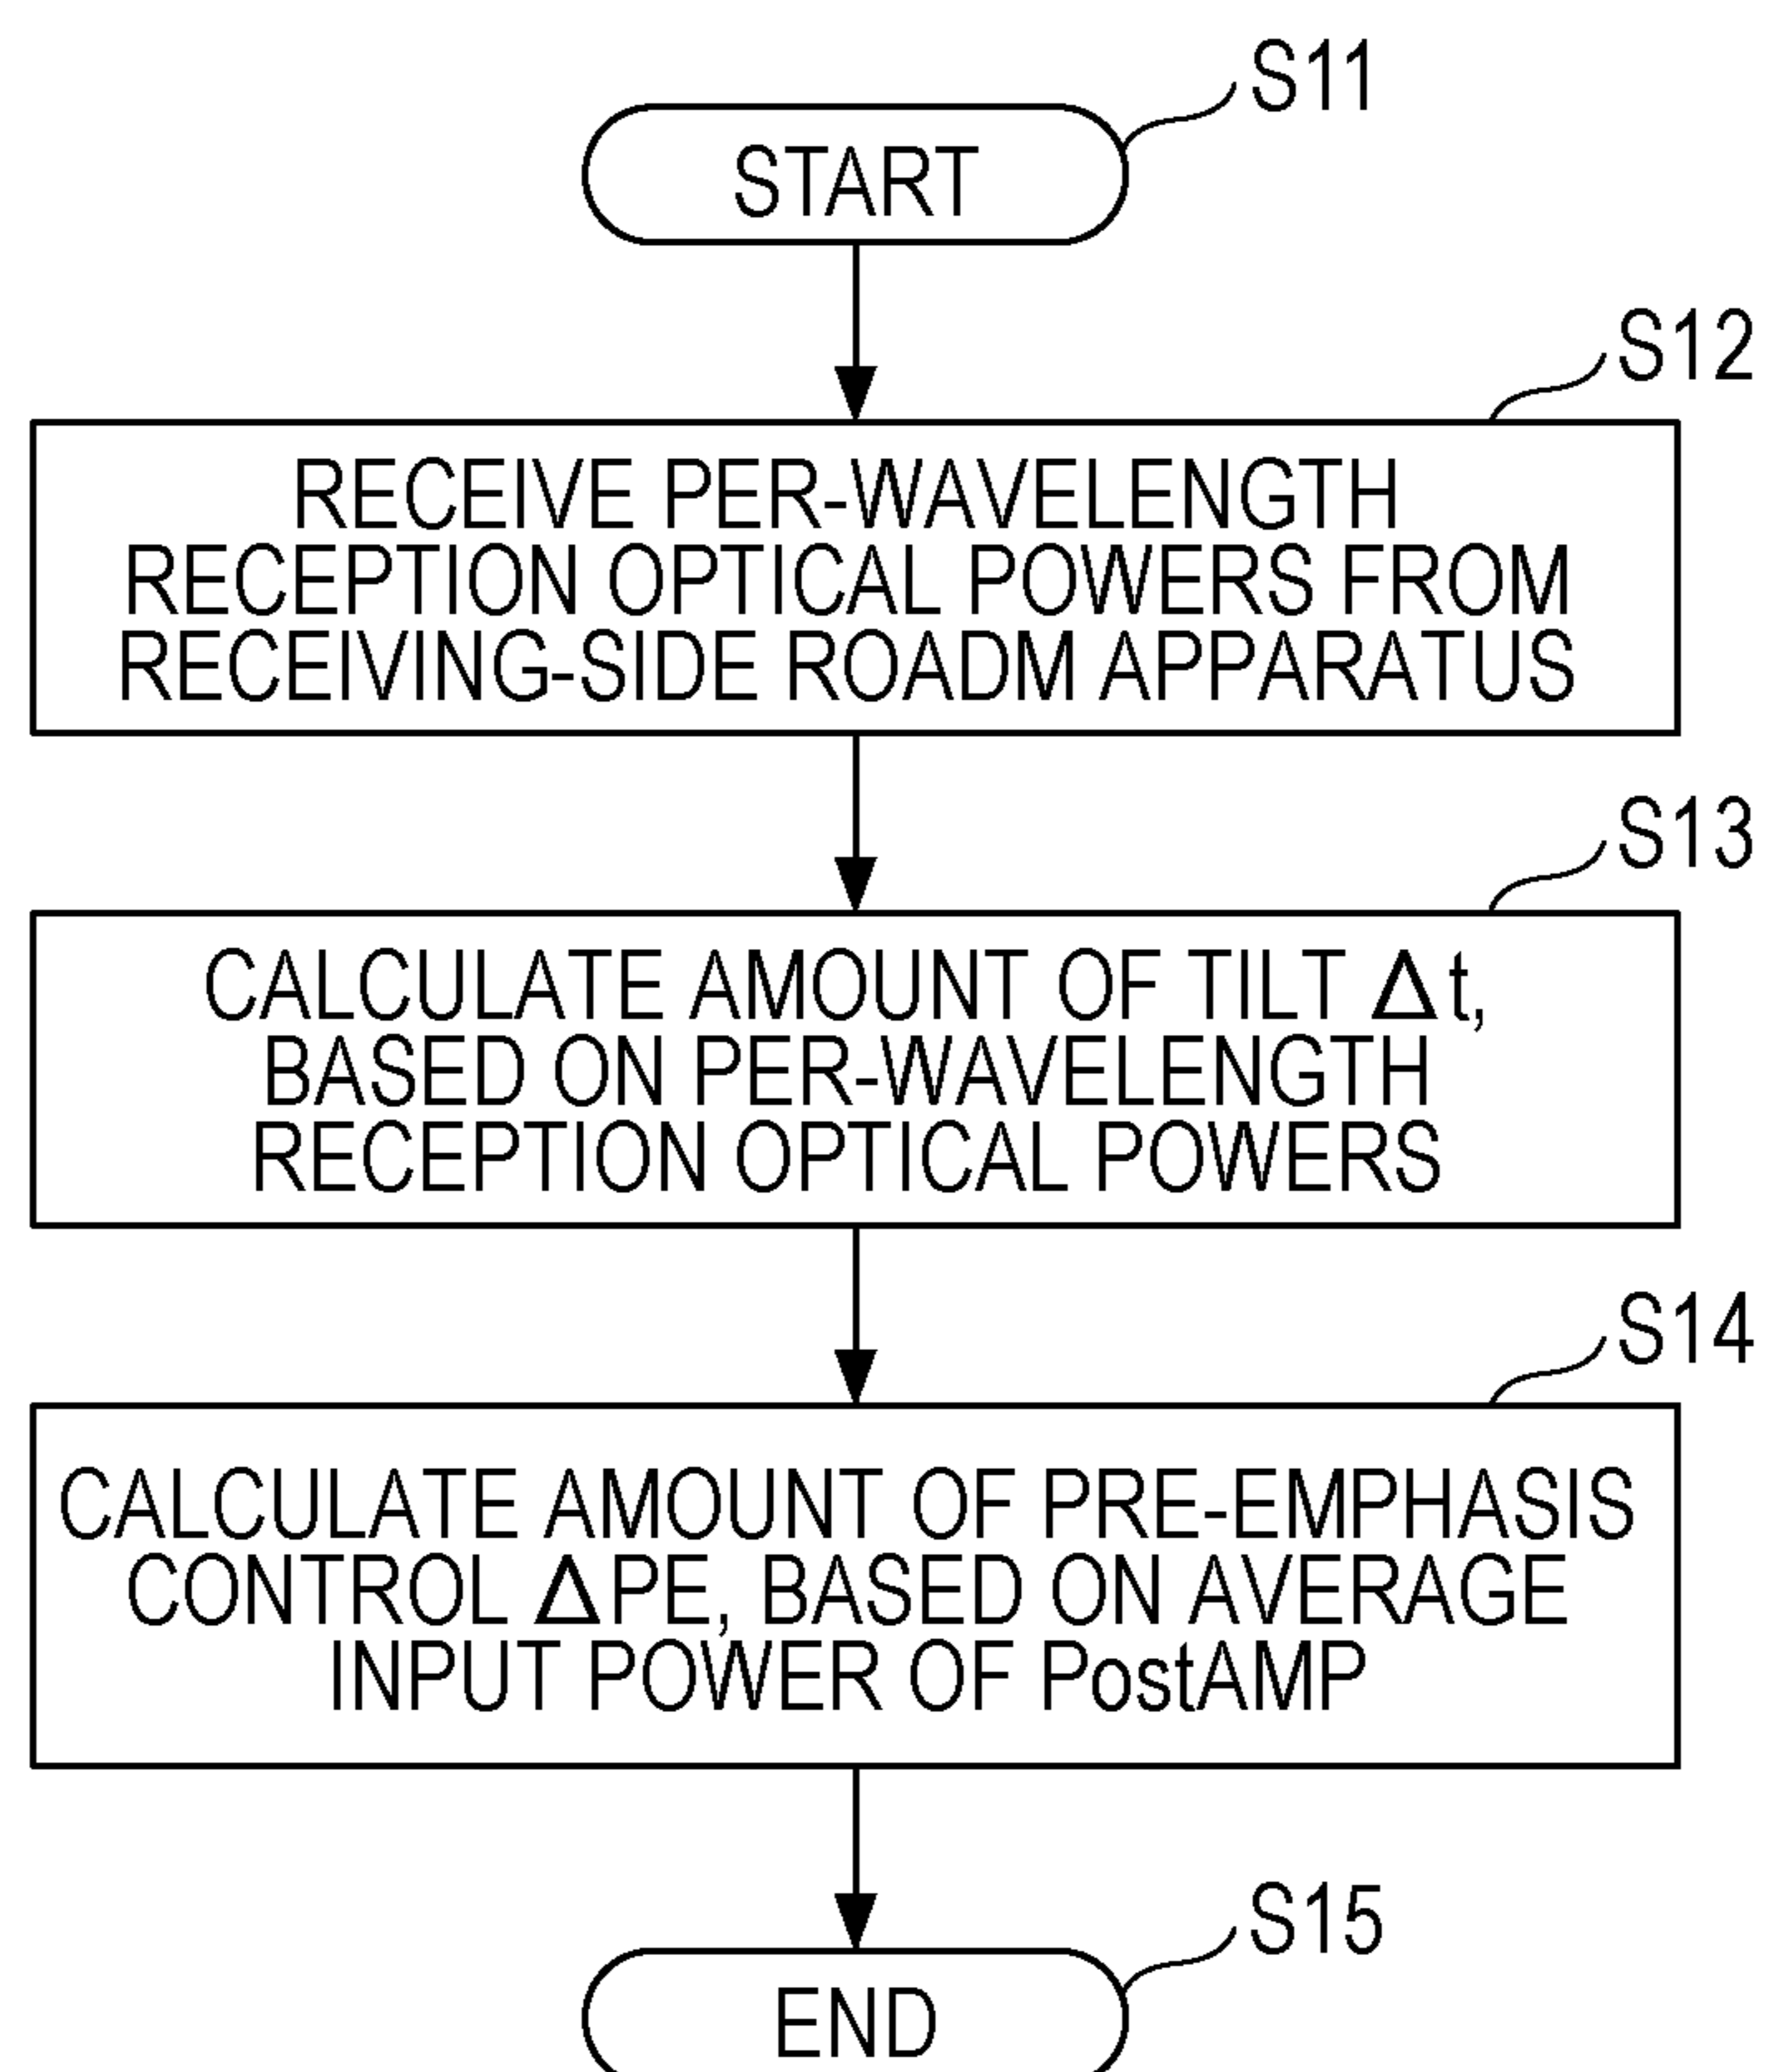 S11
START
S12
RECEIVE PER-WAVELENGTH
RECEPTION OPTICAL POWERS FROM
RECEIVING-SIDE ROADM APPARATUS
S13
CALCULATE AMOUNT OF TILT Δt,
BASED ON PER-WAVELENGTH
RECEPTION OPTICAL POWERS
S14
CALCULATE AMOUNT OF PRE-EMPHASIS
CONTROL ΔPE, BASED ON AVERAGE
INPUT POWER OF PostAMP
S15
END